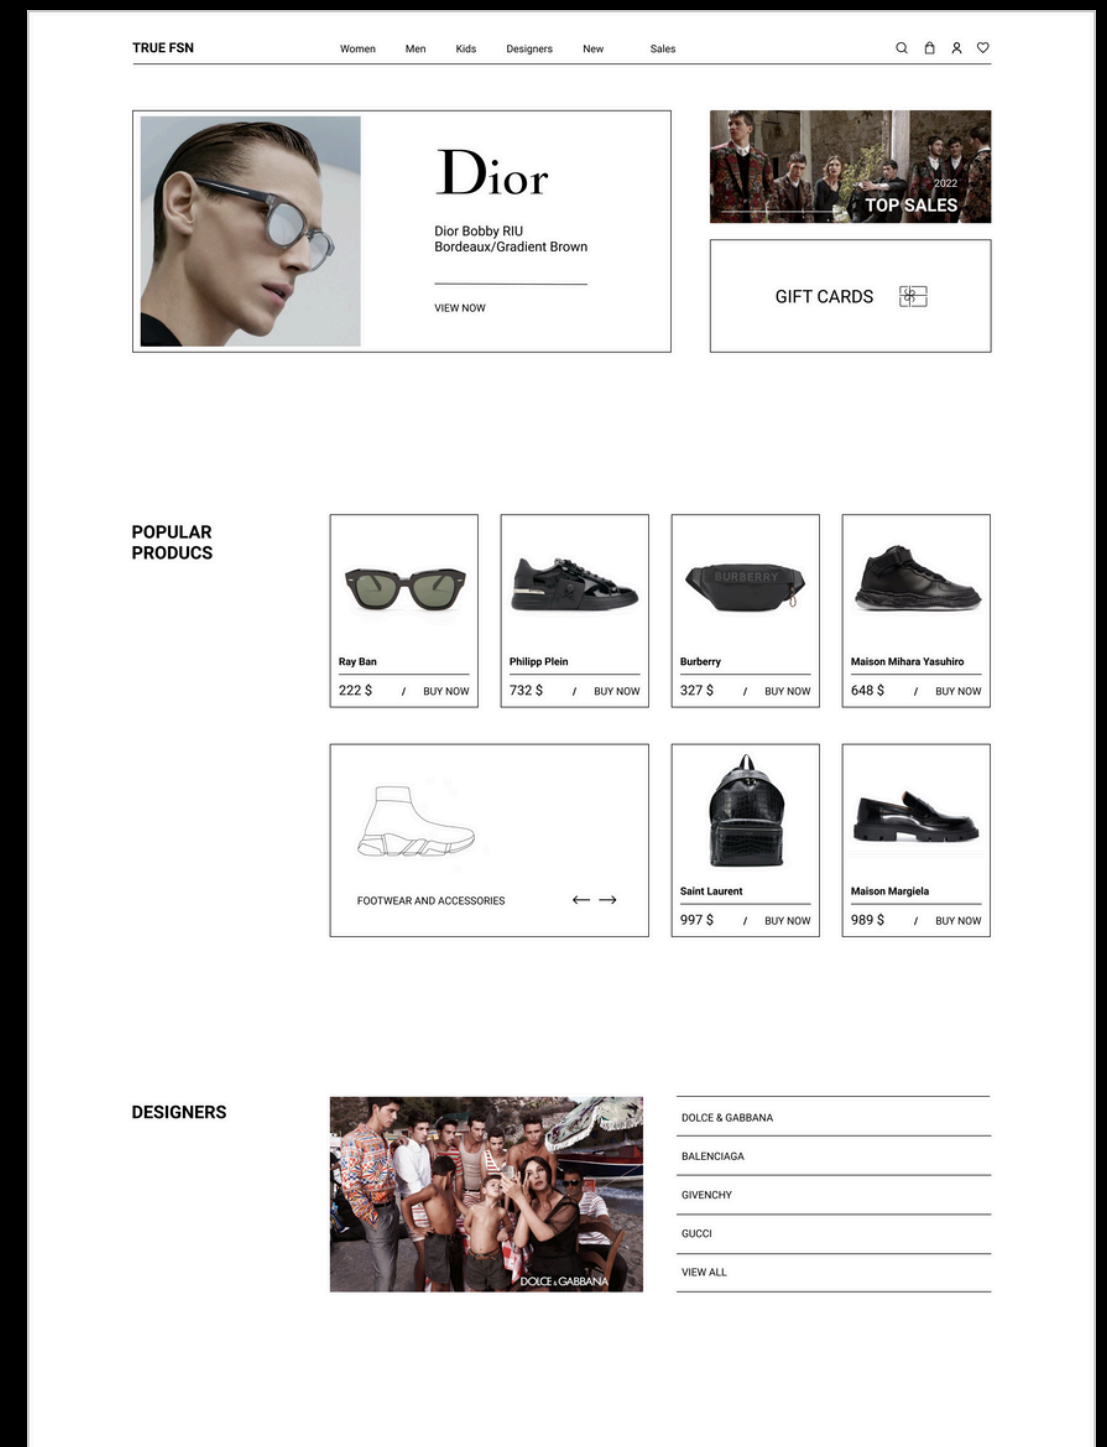 TRUE FSN
Women Men Kids Designers New Sales
Dior
Dior Bobby RIU
Bordeaux/Gradient Brown
VIEW NOW
2022
TOP SALES
GIFT CARDS
POPULAR
PRODUCS
Ray Ban
222 $ / BUY NOW
Philipp Plein
732 $ / BUY NOW
BURBERRY
Burberry
327 $ / BUY NOW
Maison Mihara Yasuhiro
648 $ / BUY NOW
FOOTWEAR AND ACCESSORIES
Saint Laurent
997 $ / BUY NOW
Maison Margiela
989 $ / BUY NOW
DESIGNERS
DOLCE & GABBANA
DOLCE & GABBANA
BALENCIAGA
GIVENCHY
GUCCI
VIEW ALL